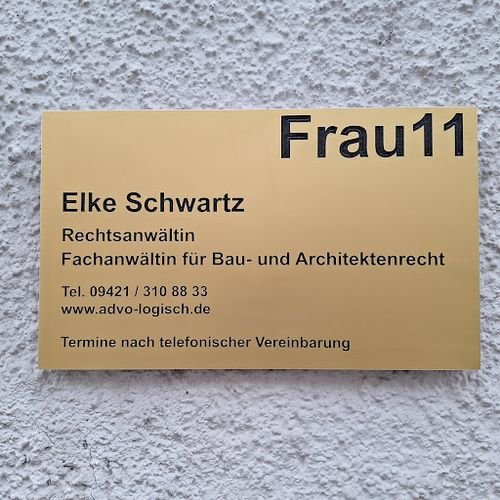 Frau11
Elke Schwartz
Rechtsanwältin
Fachanwältin für Bau- und Architektenrecht
Tel. 09421 / 310 88 33
www.advo-logisch.de
Termine nach telefonischer Vereinbarung